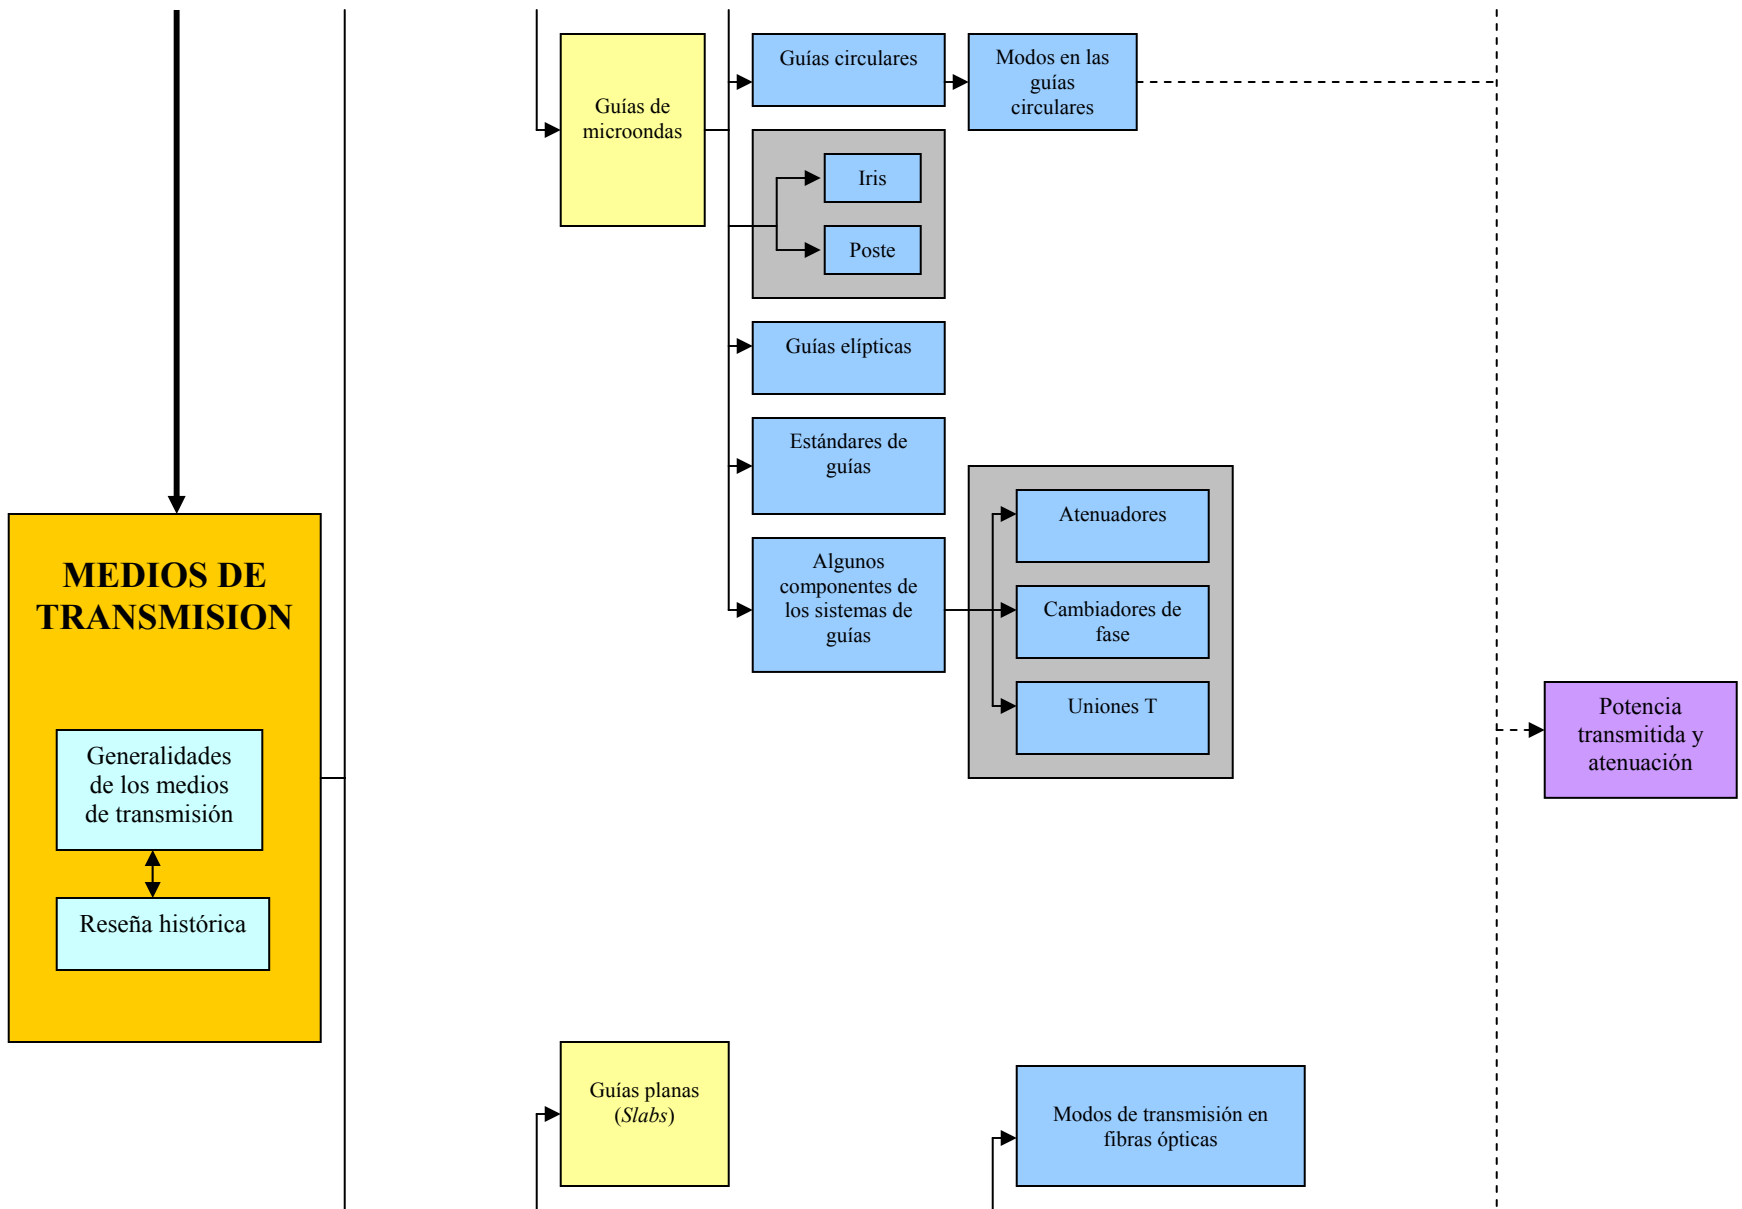 Guías circulares
Modos en las
guías
circulares
Guías de
microondas
Iris
Poste
Guías elípticas
Estándares de
guías
Atenuadores
Algunos
componentes de
los sistemas de
guías
Cambiadores de
fase
Uniones T
MEDIOS DE
TRANSMISION
Generalidades
de los medios
de transmisión
Reseña histórica
Potencia
transmitida y
atenuación
Guías planas
(Slabs)
Modos de transmisión en
fibras ópticas